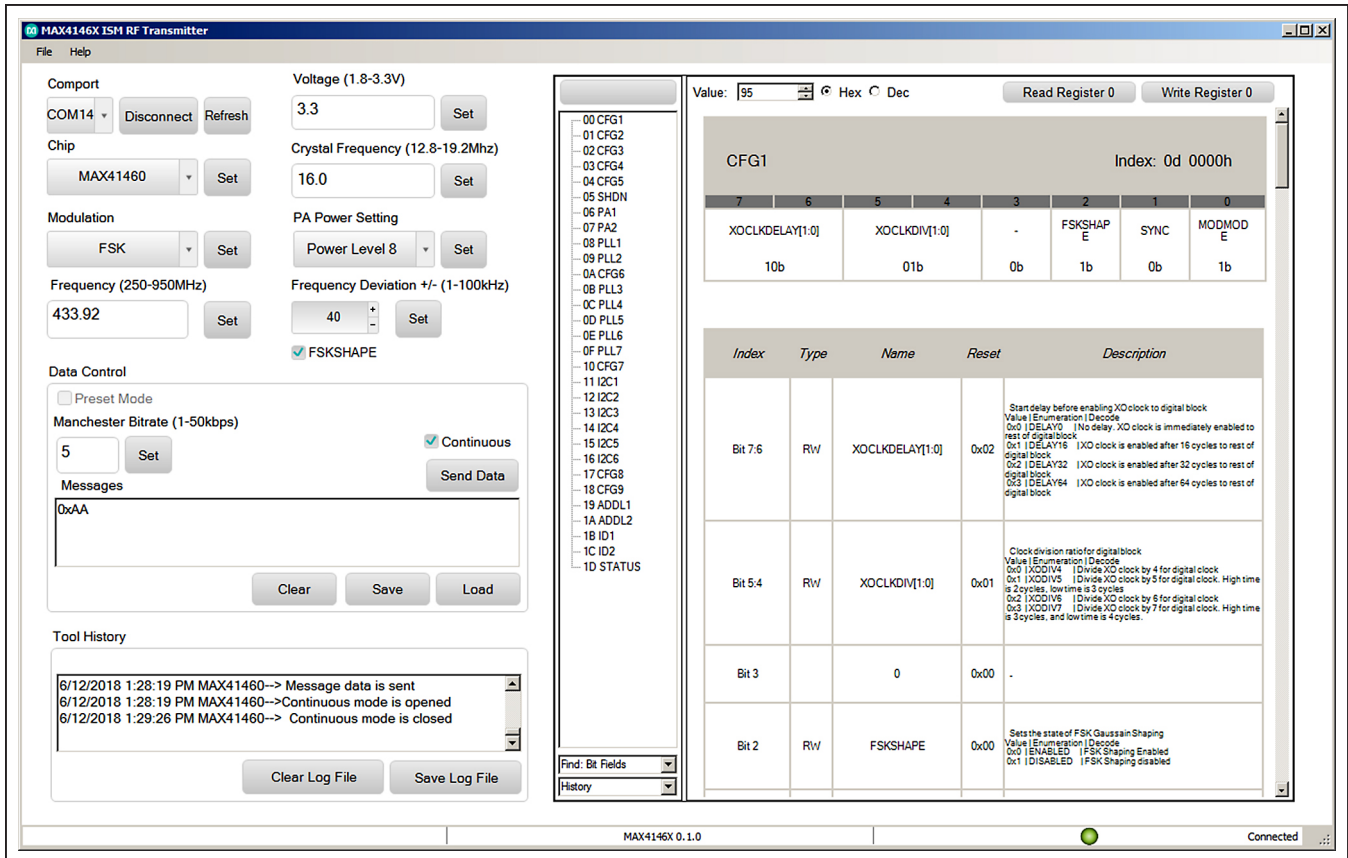 MAX4146X ISM RF Transmitter
File Help
Comport
COM14 Disconnect Refresh
Chip
MAX41460 Set
Modulation
FSK Set
Frequency (250-950MHz)
433.92 Set
Voltage (1.8-3.3V)
3.3 Set
Crystal Frequency (12.8-19.2Mhz)
16.0 Set
PA Power Setting
Power Level 8 Set
Frequency Deviation +/- (1-100kHz)
40 + - Set
FSKSHAPE
Data Control
Preset Mode
Manchester Bitrate (1-50kbps)
5 Set
Continuous
Send Data
Messages
0xAA
Clear Save Load
Tool History
6/12/2018 1:28:19 PM MAX41460--> Message data is sent
6/12/2018 1:28:19 PM MAX41460-->Continuous mode is opened
6/12/2018 1:29:26 PM MAX41460--> Continuous mode is closed
Clear Log File Save Log File
00 CFG1
01 CFG2
02 CFG3
03 CFG4
04 CFG5
05 SHDN
06 PA1
07 PA2
08 PLL1
09 PLL2
0A CFG6
0B PLL3
0C PLL4
0D PLL5
0E PLL6
0F PLL7
10 CFG7
11 I2C1
12 I2C2
13 I2C3
14 I2C4
15 I2C5
16 I2C6
17 CFG8
18 CFG9
19 ADDL1
1A ADDL2
1B ID1
1C ID2
1D STATUS
Find: Bit Fields
History
Value: 95 Hex Dec Read Register 0 Write Register 0
CFG1 Index: 0d 0000h
7 6 5 4 3 2 1 0
XOCLKDELAY[1:0] XOCLKDIV[1:0] - FSKSHAP
E SYNC MODMOD
E
10b 01b 0b 1b 0b 1b
Index Type Name Reset Description
Bit 7:6 RW XOCLKDELAY[1:0] 0x02
Start delay before enabling XO clock to digital block
Value | Enumeration | Decode
0x0 | DELAY0 | No delay. XO clock is immediately enabled to
rest of digital block
0x1 | DELAY16 | XO clock is enabled after 16 cycles to rest of
digital block
0x2 | DELAY32 | XO clock is enabled after 32 cycles to rest of
digital block
0x3 | DELAY64 | XO clock is enabled after 64 cycles to rest of
digital block
Bit 5:4 RW XOCLKDIV[1:0] 0x01
Clock division ratio for digital block
Value | Enumeration | Decode
0x0 | XODIV4 | Divide XO clock by 4 for digital clock
0x1 | XODIV5 | Divide XO clock by 5 for digital clock. High time
is 2 cycles, low time is 3 cycles
0x2 | XODIV6 | Divide XO clock by 6 for digital clock
0x3 | XODIV7 | Divide XO clock by 7 for digital clock. High time
is 3 cycles, and low time is 4 cycles.
Bit 3 0 0x00 -
Bit 2 RW FSKSHAPE 0x00
Sets the state of FSK Gaussain Shaping
Value | Enumeration | Decode
0x0 | ENABLED | FSK Shaping Enabled
0x1 | DISABLED | FSK Shaping disabled
MAX4146X 0.1.0
Connected